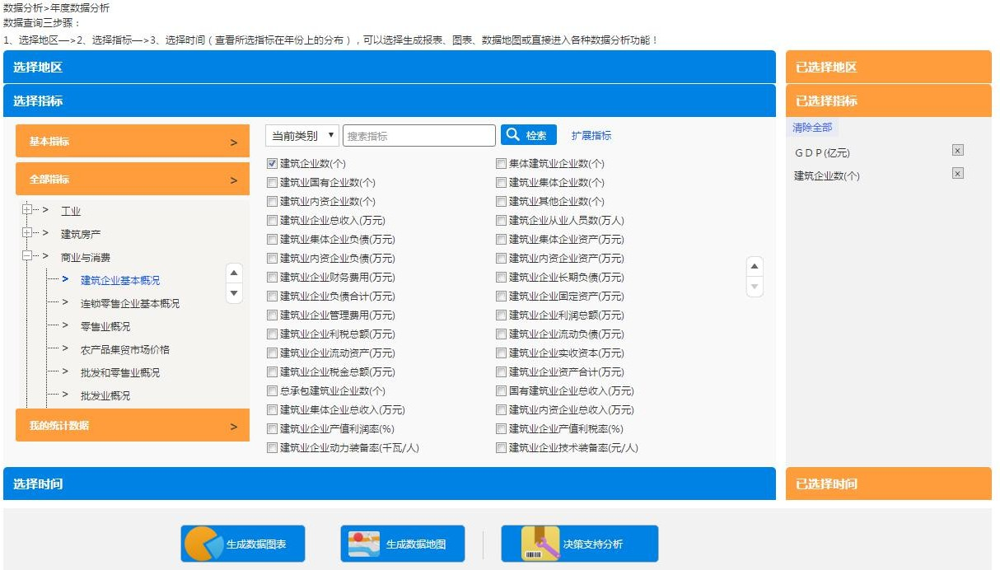 数据分析>年度数据分析
数据查询三步骤：
1、选择地区—>2、选择指标—>3、选择时间（查看所选指标在年份上的分布），可以选择生成报表、图表、数据地图或直接进入各种数据分析功能！
选择地区
已选择地区
选择指标
已选择指标
基本指标 >
全部指标 >
> 工业
> 建筑房产
> 商业与消费
> 建筑企业基本概况
> 连锁零售企业基本概况
> 零售业概况
> 农产品集贸市场价格
> 批发和零售业概况
> 批发业概况
我的统计数据 >
当前类别 搜索指标 检索 扩展指标
建筑企业数(个) 集体建筑业企业数(个)
建筑业国有企业数(个) 建筑业集体企业数(个)
建筑业内资企业数(个) 建筑业其他企业数(个)
建筑业企业总收入(万元) 建筑企业从业人员数(万人)
建筑业集体企业负债(万元) 建筑业集体企业资产(万元)
建筑业内资企业负债(万元) 建筑业内资企业资产(万元)
建筑业企业财务费用(万元) 建筑业企业长期负债(万元)
建筑业企业负债合计(万元) 建筑业企业固定资产(万元)
建筑业企业管理费用(万元) 建筑业企业利润总额(万元)
建筑业企业利税总额(万元) 建筑业企业流动负债(万元)
建筑业企业流动资产(万元) 建筑业企业实收资本(万元)
建筑业企业税金总额(万元) 建筑业企业资产合计(万元)
总承包建筑业企业数(个) 国有建筑业企业总收入(万元)
建筑业集体企业总收入(万元) 建筑业内资企业总收入(万元)
建筑业企业产值利润率(%) 建筑业企业产值利税率(%)
建筑业企业动力装备率(千瓦/人) 建筑业企业技术装备率(元/人)
清除全部
ＧＤＰ(亿元)
建筑企业数(个)
选择时间
已选择时间
生成数据图表 生成数据地图 决策支持分析